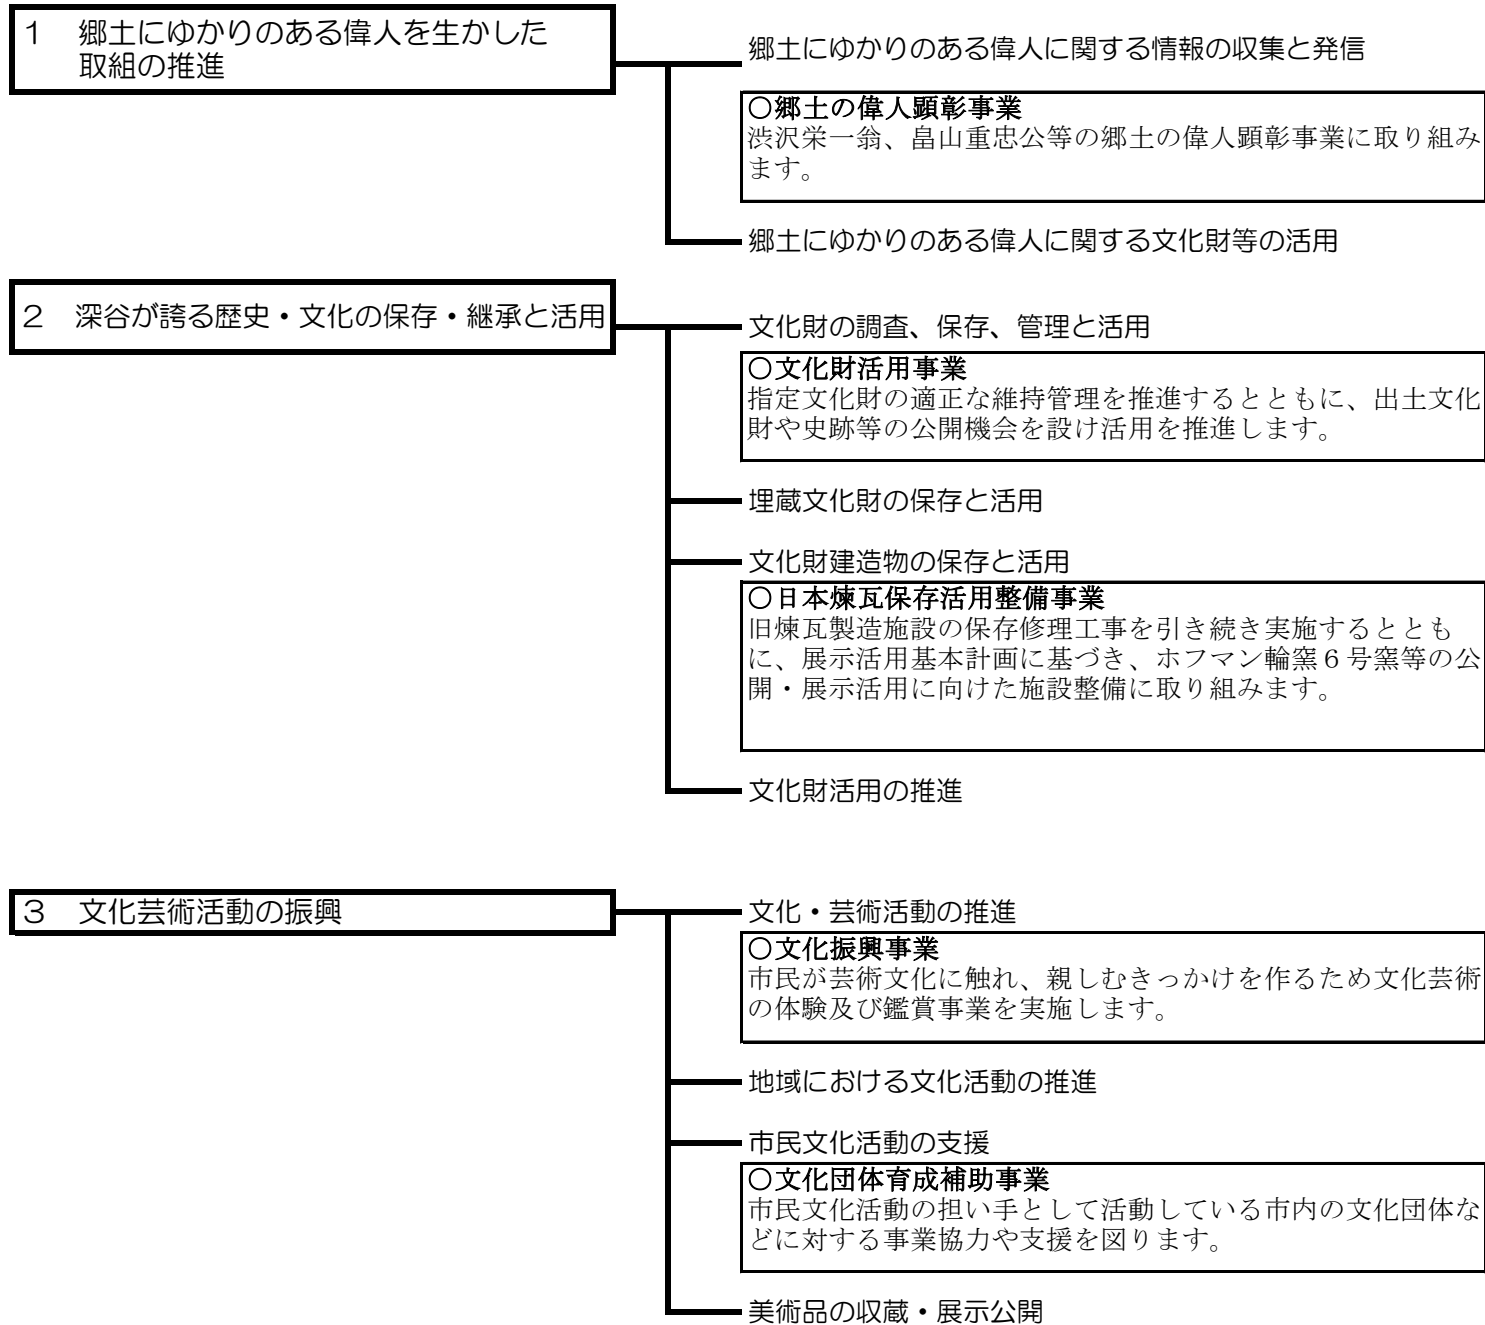 1　郷土にゆかりのある偉人を生かした
取組の推進
郷土にゆかりのある偉人に関する情報の収集と発信
○郷土の偉人顕彰事業
渋沢栄一翁、畠山重忠公等の郷土の偉人顕彰事業に取り組み
ます。
郷土にゆかりのある偉人に関する文化財等の活用
2　深谷が誇る歴史・文化の保存・継承と活用
文化財の調査、保存、管理と活用
○文化財活用事業
指定文化財の適正な維持管理を推進するとともに、出土文化
財や史跡等の公開機会を設け活用を推進します。
埋蔵文化財の保存と活用
文化財建造物の保存と活用
○日本煉瓦保存活用整備事業
旧煉瓦製造施設の保存修理工事を引き続き実施するととも
に、展示活用基本計画に基づき、ホフマン輪窯６号窯等の公
開・展示活用に向けた施設整備に取り組みます。
文化財活用の推進
3　文化芸術活動の振興
文化・芸術活動の推進
○文化振興事業
市民が芸術文化に触れ、親しむきっかけを作るため文化芸術
の体験及び鑑賞事業を実施します。
地域における文化活動の推進
市民文化活動の支援
○文化団体育成補助事業
市民文化活動の担い手として活動している市内の文化団体な
どに対する事業協力や支援を図ります。
美術品の収蔵・展示公開